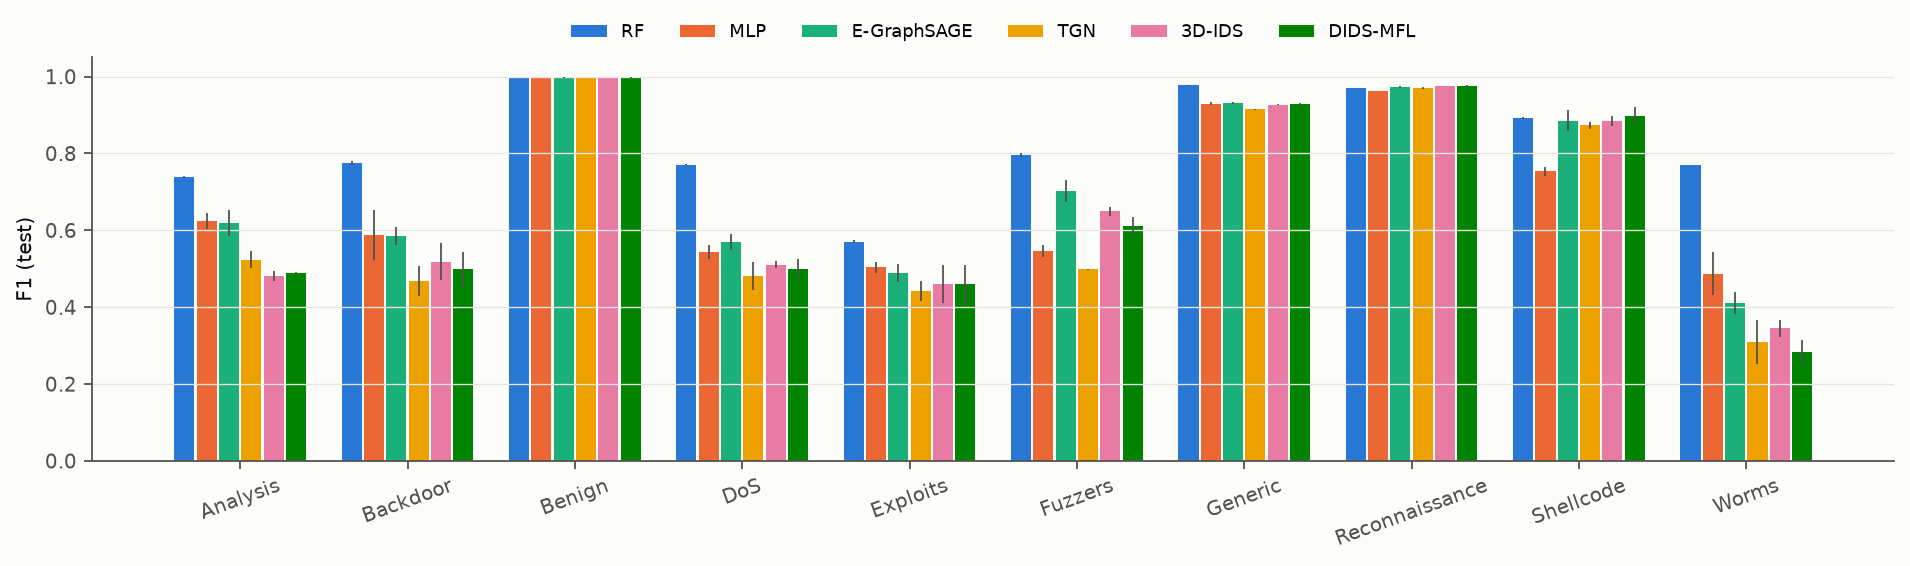 RF MLP E-GraphSAGE TGN 3D-IDS DIDS-MFL
F1 (test)
1.0
0.8
0.6
0.4
0.2
0.0
Analysis Backdoor Benign DoS Exploits Fuzzers Generic Reconnaissance Shellcode Worms